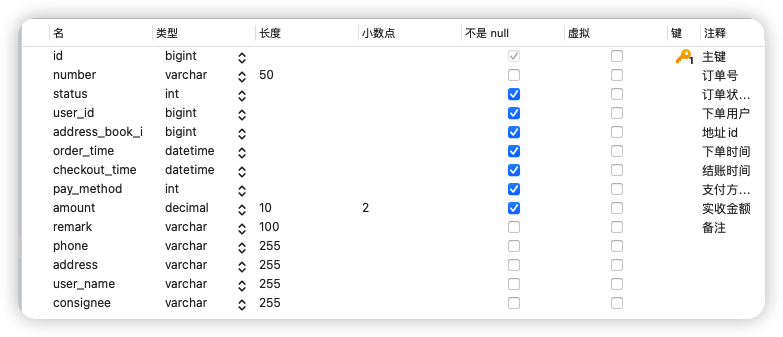 名 类型 长度 小数点 不是 null 虚拟 键 注释
id bigint 1 主键
number varchar 50 订单号
status int 订单状...
user_id bigint 下单用户
address_book_i bigint 地址id
order_time datetime 下单时间
checkout_time datetime 结账时间
pay_method int 支付方...
amount decimal 10 2 实收金额
remark varchar 100 备注
phone varchar 255
address varchar 255
user_name varchar 255
consignee varchar 255